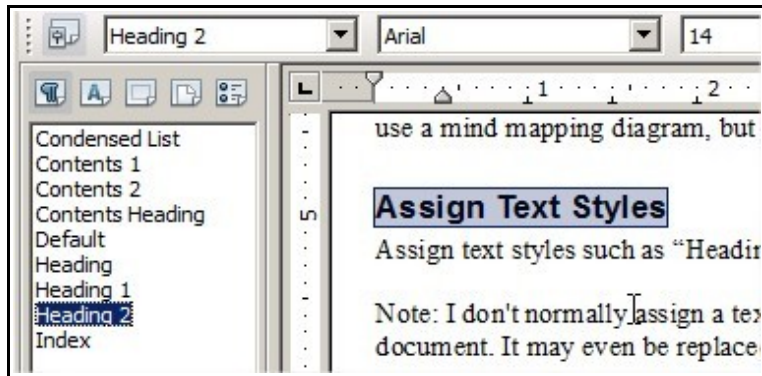 Heading 2 Arial 14
Condensed List
Contents 1
Contents 2
Contents Heading
Default
Heading
Heading 1
Heading 2
Index
L 1 2
5
use a mind mapping diagram, but
Assign Text Styles
Assign text styles such as “Headin
Note: I don't normally assign a tex
document. It may even be replace